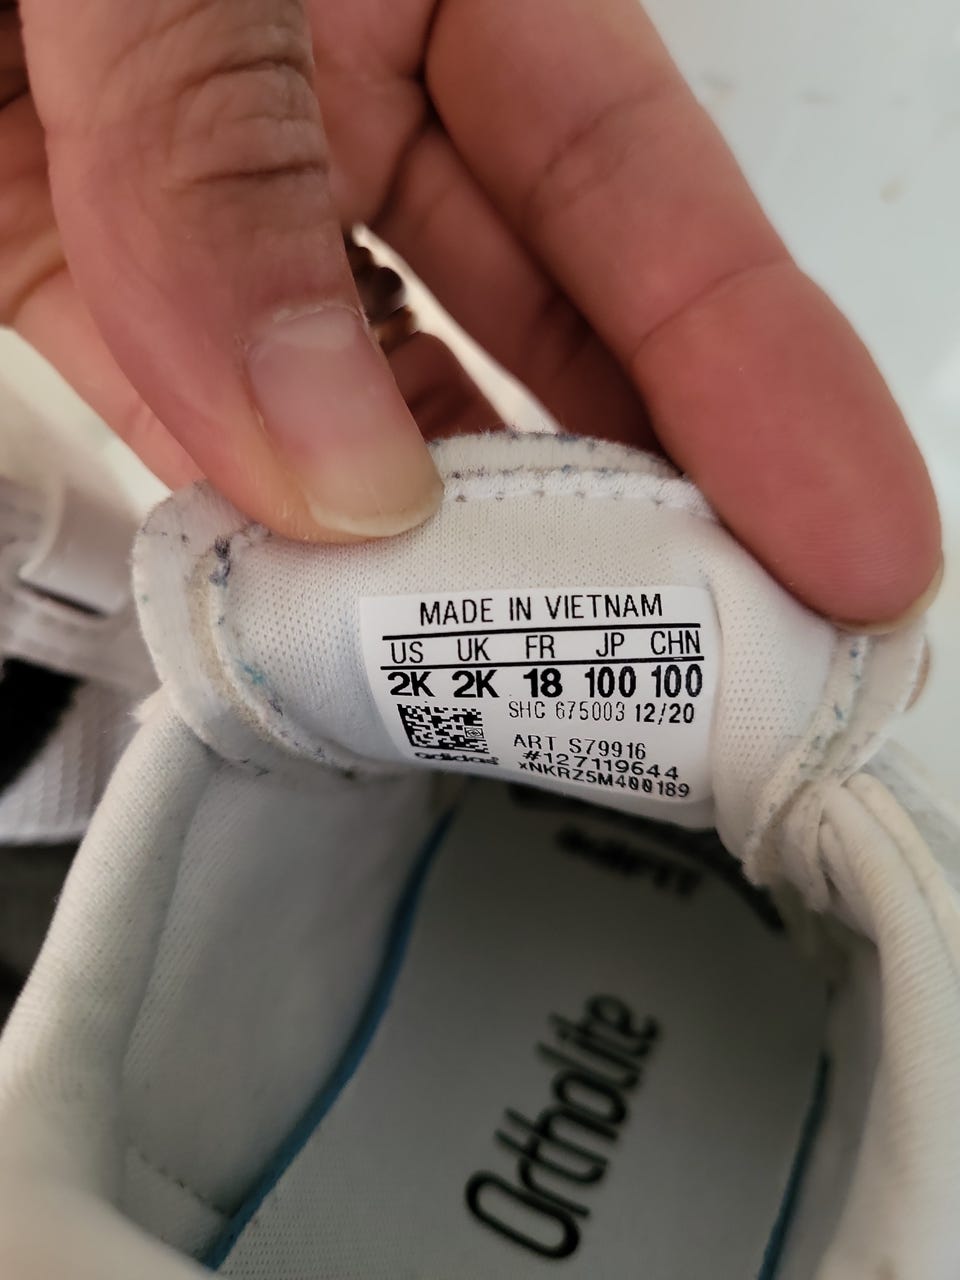 MADE IN VIETNAM
US UK FR JP CHN
2K 2K 18 100 100
SHC 675003 12/20
ART S79916
#127119644
xNKRZ5M400189
adidas
Ortholite